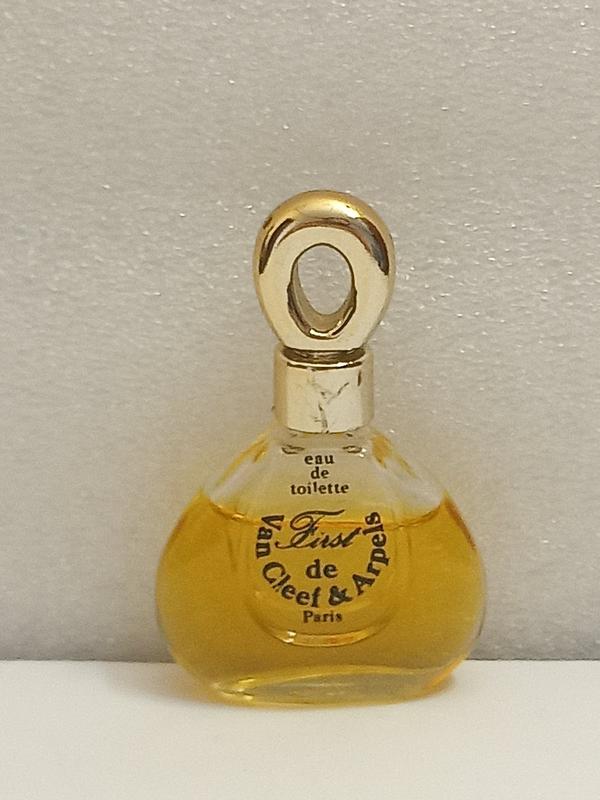 eau
de
toilette
First
de
Van Cleef & Arpels
Paris